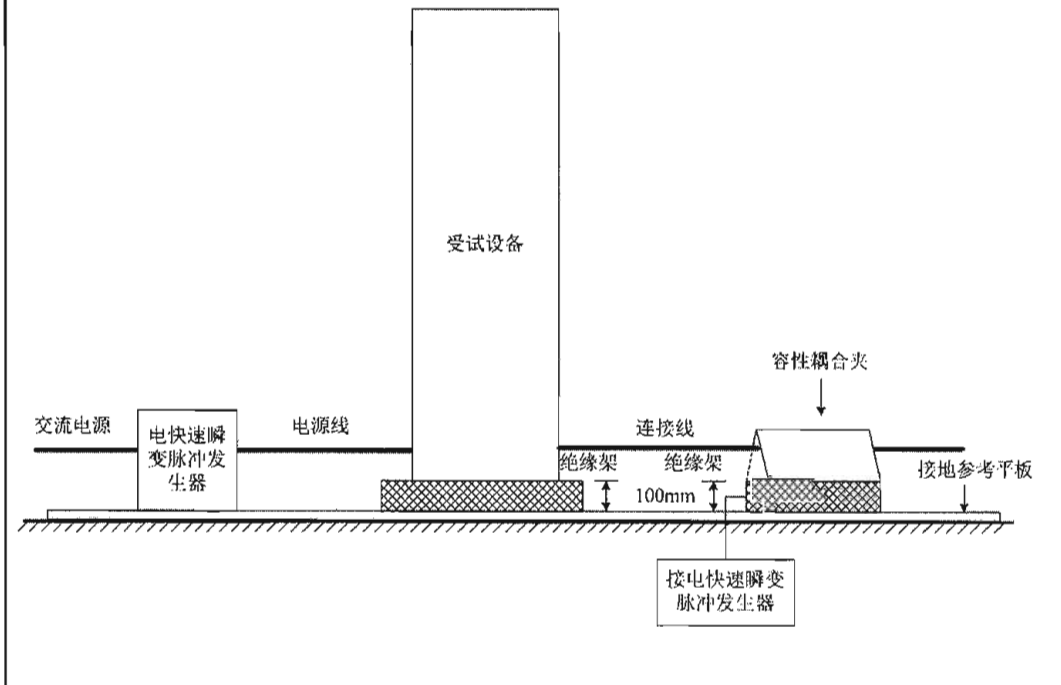 受试设备
容性耦合夹
交流电源
电快速瞬
变脉冲发
生器
电源线
连接线
绝缘架
绝缘架
100mm
接地参考平板
接电快速瞬变
脉冲发生器